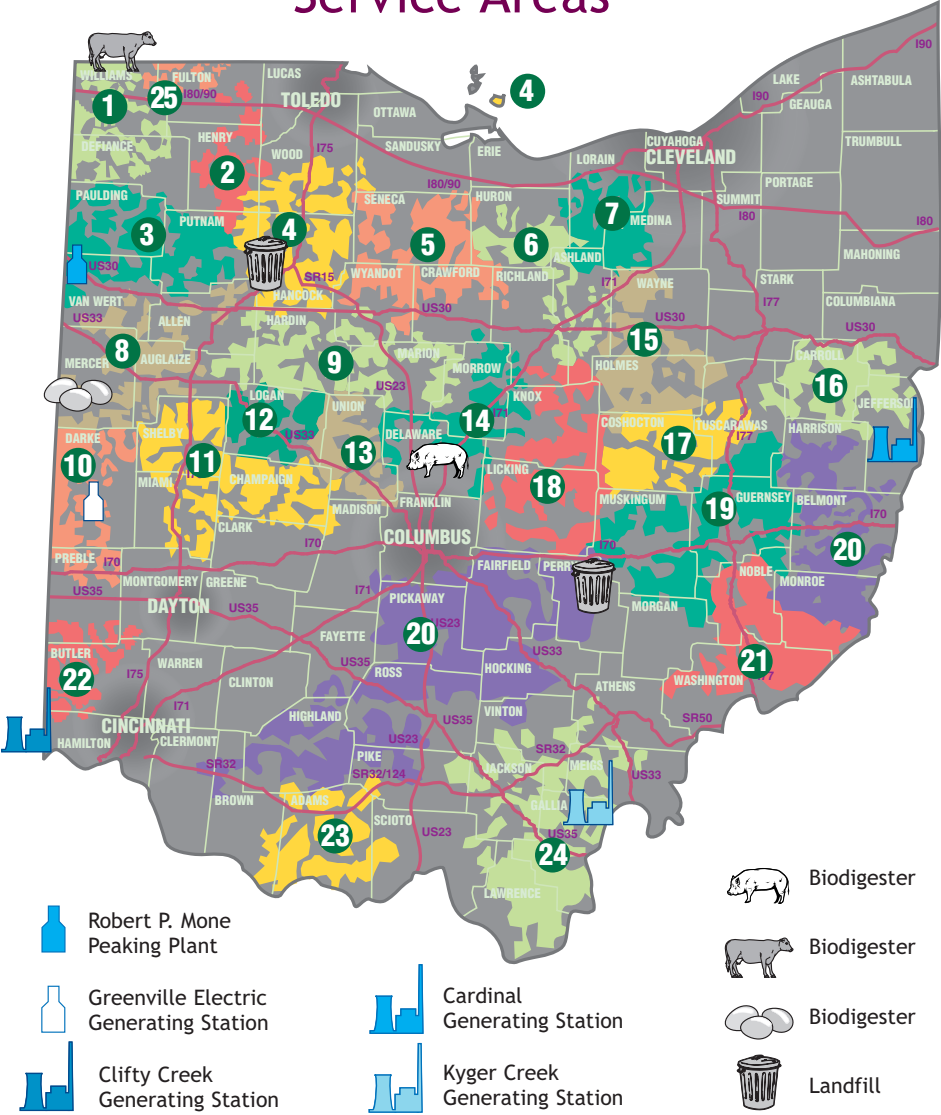 Service Areas
WILLIAMS
FULTON
LUCAS
I90
1
25
I80/90
TOLEDO
4
I90
LAKE
ASHTABULA
GEAUGA
OTTAWA
DEFIANCE
HENRY
WOOD
I75
SANDUSKY
ERIE
CUYAHOGA
CLEVELAND
TRUMBULL
2
LORAIN
PORTAGE
PAULDING
I80/90
SENECA
HURON
SUMMIT
3
PUTNAM
4
5
6
7
MEDINA
I80
I80
ASHLAND
MAHONING
US30
SR15
WYANDOT
CRAWFORD
RICHLAND
I71
WAYNE
STARK
VAN WERT
HANCOCK
US30
US30
I77
COLUMBIANA
US33
ALLEN
HARDIN
US30
8
MERCER
AUGLAIZE
9
MARION
MORROW
15
HOLMES
CARROLL
16
US23
KNOX
JEFFERSON
LOGAN
12
UNION
14
I71
COSHOCTON
TUSCARAWAS
I77
HARRISON
DARKE
SHELBY
US33
DELAWARE
17
10
11
13
MIAMI
CHAMPAIGN
LICKING
18
MUSKINGUM
GUERNSEY
19
BELMONT
I70
MADISON
FRANKLIN
CLARK
COLUMBUS
I70
I70
20
PREBLE
I70
US35
MONTGOMERY
GREENE
FAIRFIELD
NOBLE
MONROE
DAYTON
US35
I71
PICKAWAY
MORGAN
US23
20
FAYETTE
US33
BUTLER
22
I75
WARREN
US35
ROSS
HOCKING
21
WASHINGTON
CLINTON
ATHENS
I71
VINTON
HIGHLAND
US35
SR50
CINCINNATI
HAMILTON
CLERMONT
US23
SR32
SR32
PIKE
JACKSON
MEIGS
US33
SR32/124
BROWN
ADAMS
GALLIA
SCIOTO
23
US23
US35
24
LAWRENCE
Robert P. Mone
Peaking Plant
Greenville Electric
Generating Station
Clifty Creek
Generating Station
Cardinal
Generating Station
Kyger Creek
Generating Station
Biodigester
Biodigester
Biodigester
Landfill